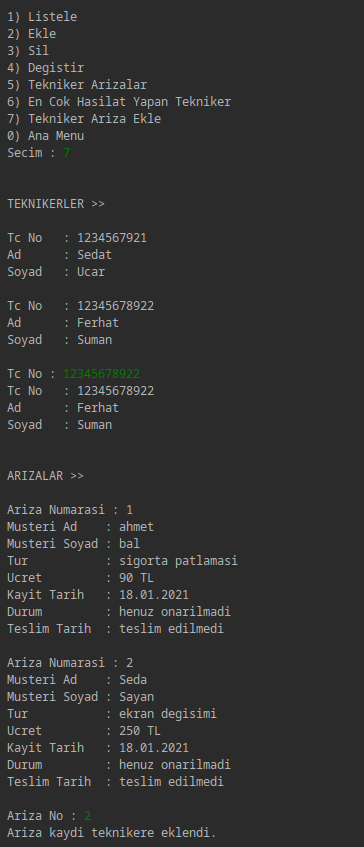 1) Listele
2) Ekle
3) Sil
4) Degistir
5) Tekniker Arizalar
6) En Cok Hasilat Yapan Tekniker
7) Tekniker Ariza Ekle
0) Ana Menu
Secim : 7
TEKNIKERLER >>
Tc No : 1234567921
Ad : Sedat
Soyad : Ucar
Tc No : 12345678922
Ad : Ferhat
Soyad : Suman
Tc No : 12345678922
Tc No : 12345678922
Ad : Ferhat
Soyad : Suman
ARIZALAR >>
Ariza Numarasi : 1
Musteri Ad : ahmet
Musteri Soyad : bal
Tur : sigorta patlamasi
Ucret : 90 TL
Kayit Tarih : 18.01.2021
Durum : henuz onarilmadi
Teslim Tarih : teslim edilmedi
Ariza Numarasi : 2
Musteri Ad : Seda
Musteri Soyad : Sayan
Tur : ekran degisimi
Ucret : 250 TL
Kayit Tarih : 18.01.2021
Durum : henuz onarilmadi
Teslim Tarih : teslim edilmedi
Ariza No : 2
Ariza kaydi teknikere eklendi.